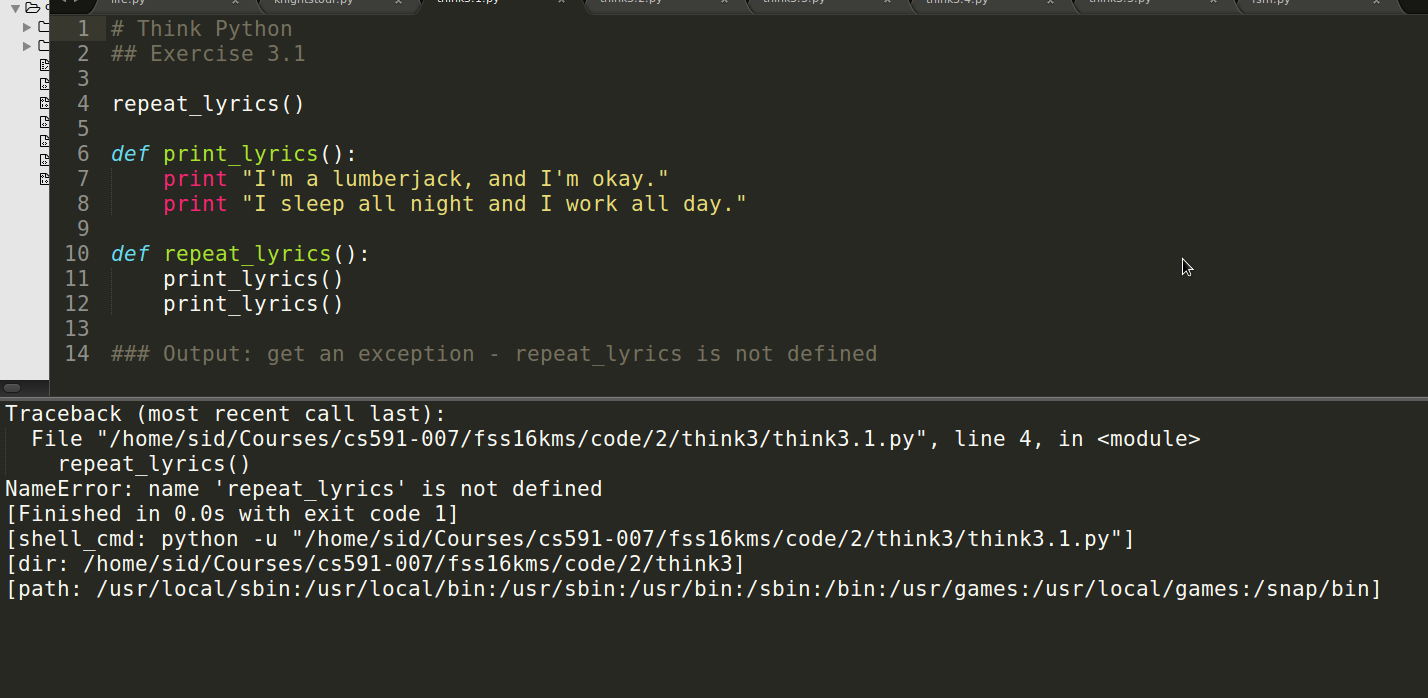 1 # Think Python
2 ## Exercise 3.1
3
4 repeat_lyrics()
5
6 def print_lyrics():
7     print "I'm a lumberjack, and I'm okay."
8     print "I sleep all night and I work all day."
9
10 def repeat_lyrics():
11     print_lyrics()
12     print_lyrics()
13
14 ### Output: get an exception - repeat_lyrics is not defined
Traceback (most recent call last):
  File "/home/sid/Courses/cs591-007/fss16kms/code/2/think3/think3.1.py", line 4, in <module>
    repeat_lyrics()
NameError: name 'repeat_lyrics' is not defined
[Finished in 0.0s with exit code 1]
[shell_cmd: python -u "/home/sid/Courses/cs591-007/fss16kms/code/2/think3/think3.1.py"]
[dir: /home/sid/Courses/cs591-007/fss16kms/code/2/think3]
[path: /usr/local/sbin:/usr/local/bin:/usr/sbin:/usr/bin:/sbin:/bin:/usr/games:/usr/local/games:/snap/bin]